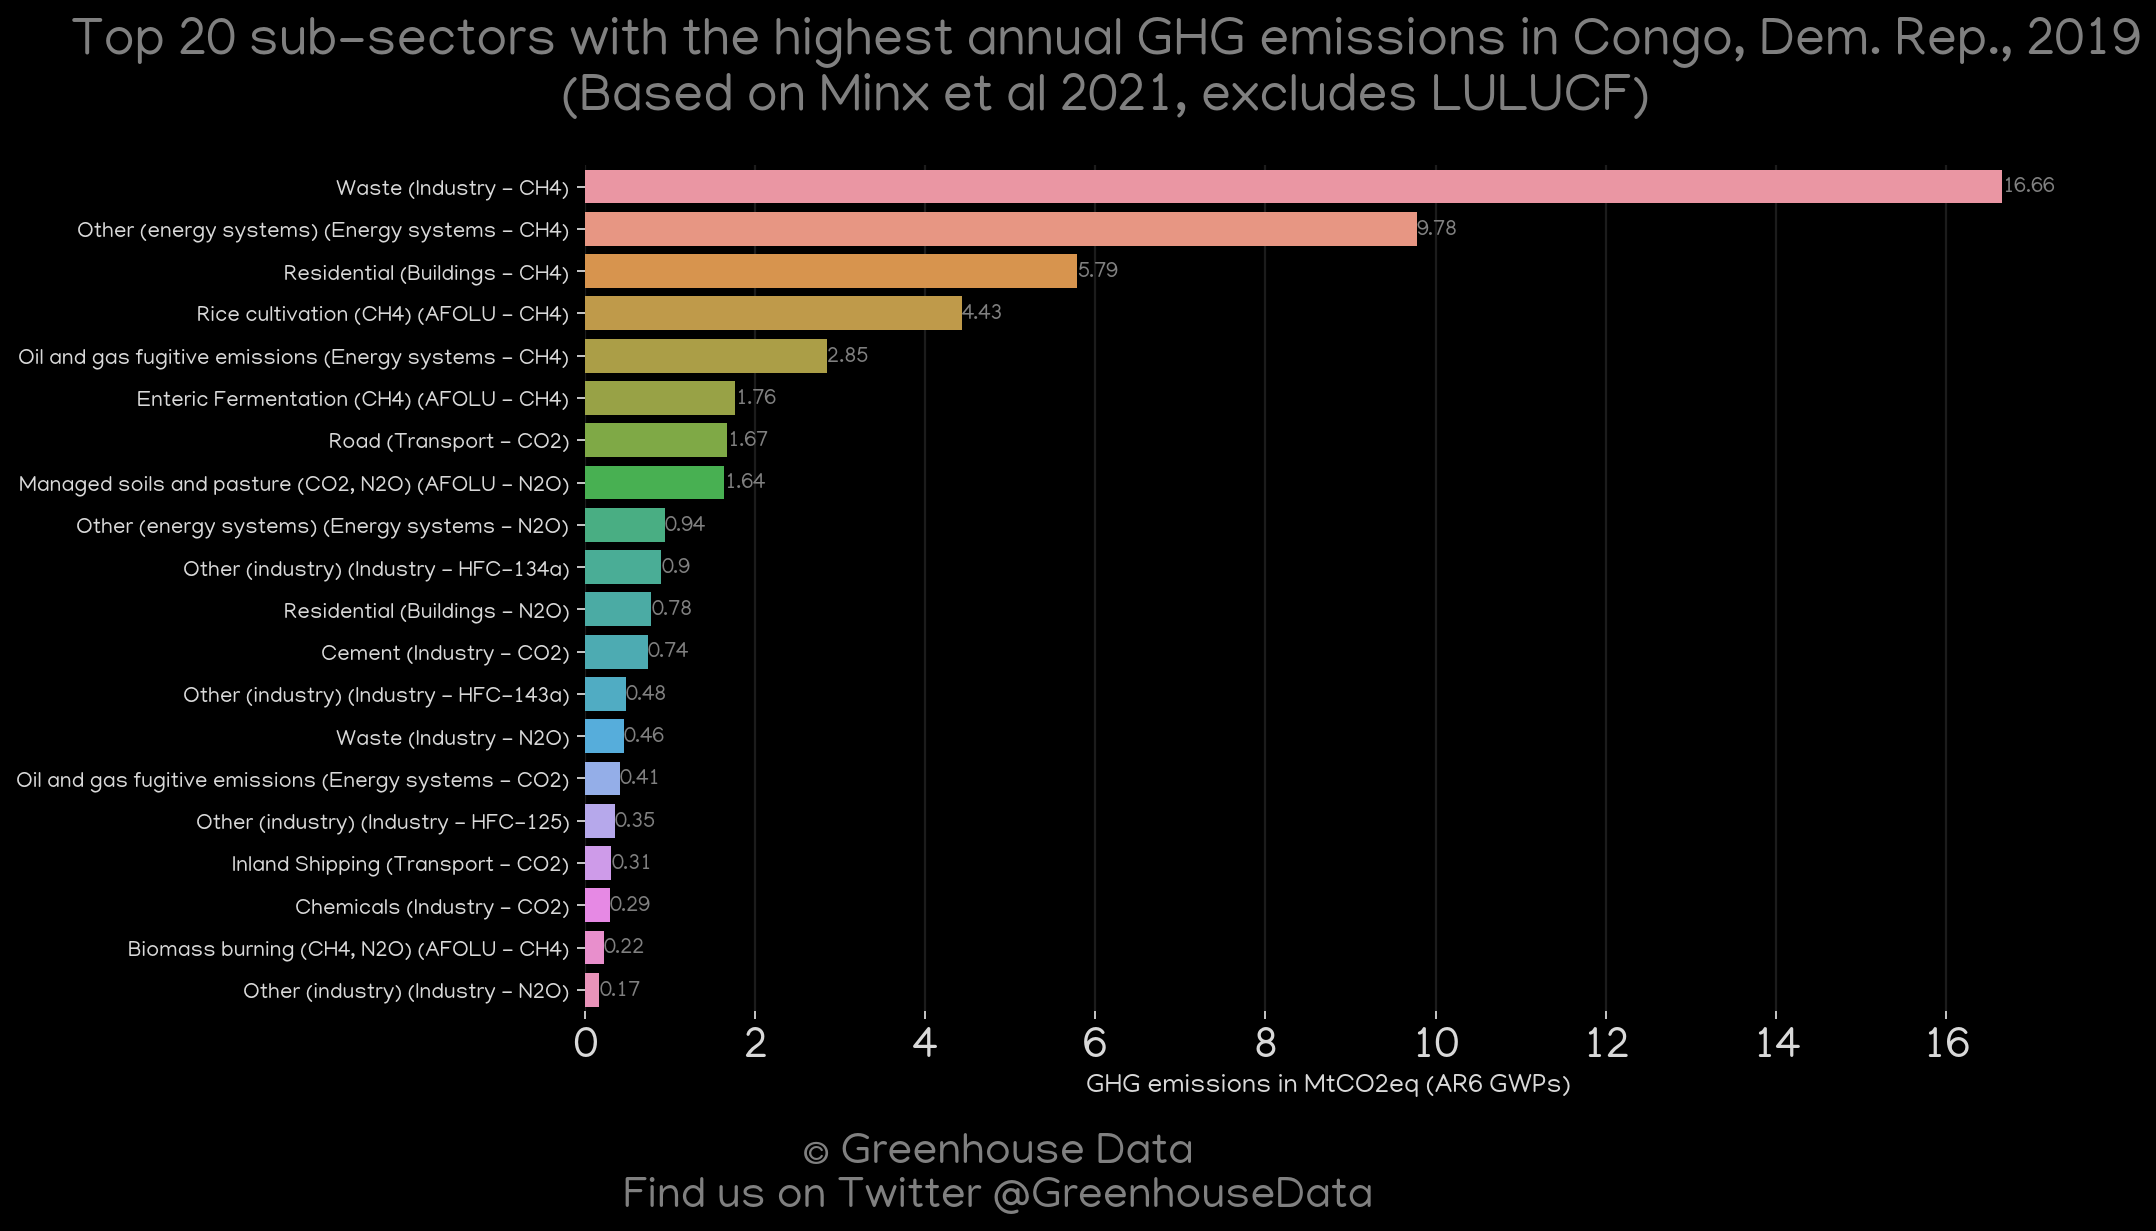 Top 20 sub-sectors with the highest annual GHG emissions in Congo, Dem. Rep., 2019
(Based on Minx et al 2021, excludes LULUCF)
Waste (Industry - CH4) 16.66
Other (energy systems) (Energy systems - CH4) 9.78
Residential (Buildings - CH4) 5.79
Rice cultivation (CH4) (AFOLU - CH4) 4.43
Oil and gas fugitive emissions (Energy systems - CH4) 2.85
Enteric Fermentation (CH4) (AFOLU - CH4) 1.76
Road (Transport - CO2) 1.67
Managed soils and pasture (CO2, N2O) (AFOLU - N2O) 1.64
Other (energy systems) (Energy systems - N2O) 0.94
Other (industry) (Industry - HFC-134a) 0.9
Residential (Buildings - N2O) 0.78
Cement (Industry - CO2) 0.74
Other (industry) (Industry - HFC-143a) 0.48
Waste (Industry - N2O) 0.46
Oil and gas fugitive emissions (Energy systems - CO2) 0.41
Other (industry) (Industry - HFC-125) 0.35
Inland Shipping (Transport - CO2) 0.31
Chemicals (Industry - CO2) 0.29
Biomass burning (CH4, N2O) (AFOLU - CH4) 0.22
Other (industry) (Industry - N2O) 0.17
0 2 4 6 8 10 12 14 16
GHG emissions in MtCO2eq (AR6 GWPs)
© Greenhouse Data
Find us on Twitter @GreenhouseData